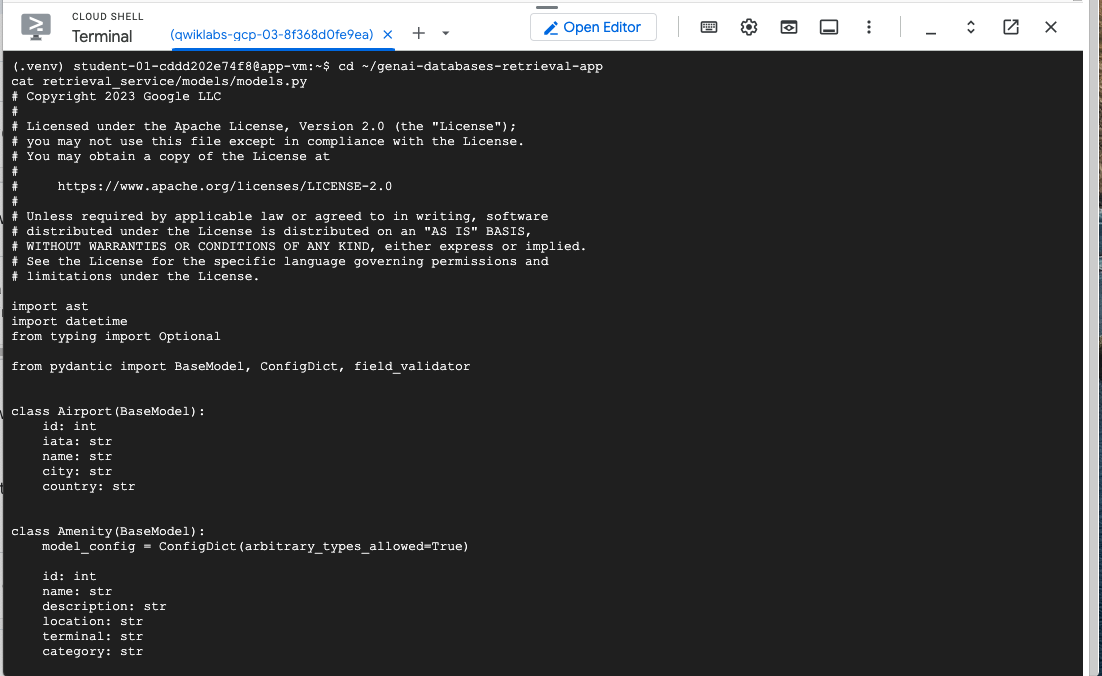 CLOUD SHELL
Terminal
(qwiklabs-gcp-03-8f368d0fe9ea)
Open Editor
(.venv) student-01-cddd202e74f8@app-vm:~$ cd ~/genai-databases-retrieval-app
cat retrieval_service/models/models.py
# Copyright 2023 Google LLC
#
# Licensed under the Apache License, Version 2.0 (the "License");
# you may not use this file except in compliance with the License.
# You may obtain a copy of the License at
#
#     https://www.apache.org/licenses/LICENSE-2.0
#
# Unless required by applicable law or agreed to in writing, software
# distributed under the License is distributed on an "AS IS" BASIS,
# WITHOUT WARRANTIES OR CONDITIONS OF ANY KIND, either express or implied.
# See the License for the specific language governing permissions and
# limitations under the License.
import ast
import datetime
from typing import Optional
from pydantic import BaseModel, ConfigDict, field_validator
class Airport(BaseModel):
    id: int
    iata: str
    name: str
    city: str
    country: str
class Amenity(BaseModel):
    model_config = ConfigDict(arbitrary_types_allowed=True)
    id: int
    name: str
    description: str
    location: str
    terminal: str
    category: str